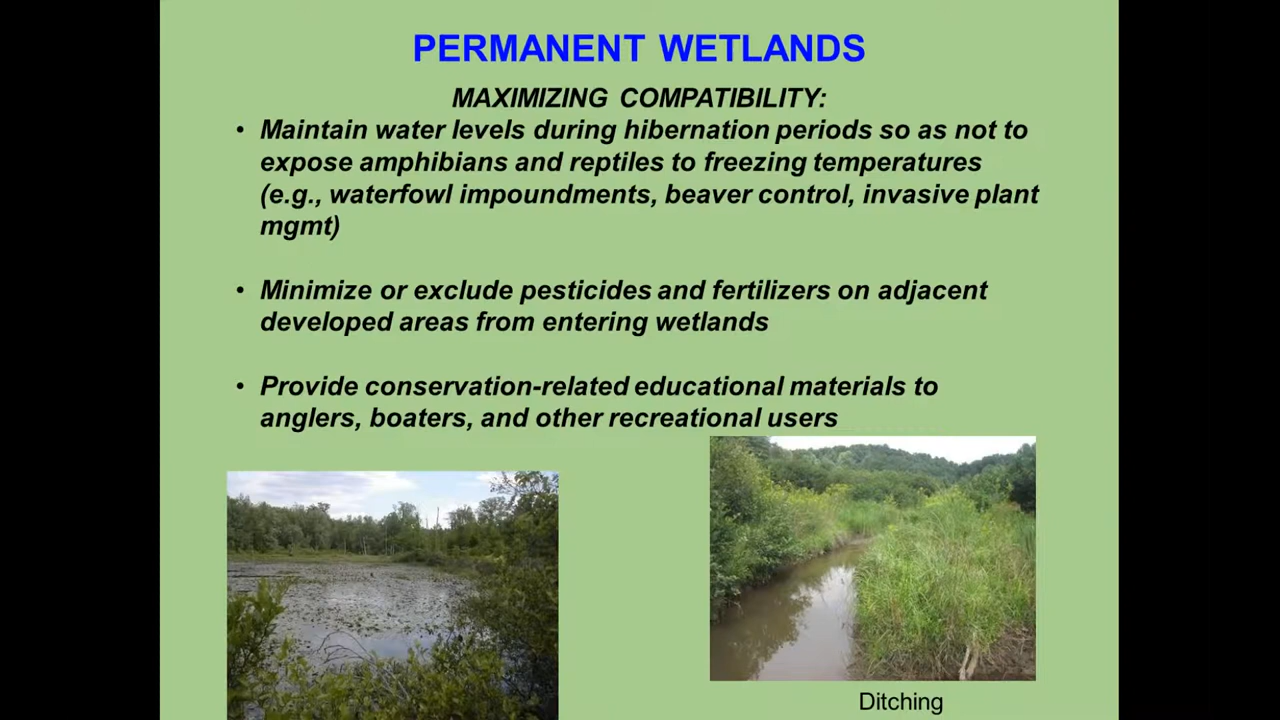 PERMANENT WETLANDS
MAXIMIZING COMPATIBILITY:
• Maintain water levels during hibernation periods so as not to
expose amphibians and reptiles to freezing temperatures
(e.g., waterfowl impoundments, beaver control, invasive plant
mgmt)
• Minimize or exclude pesticides and fertilizers on adjacent
developed areas from entering wetlands
• Provide conservation-related educational materials to
anglers, boaters, and other recreational users
Ditching